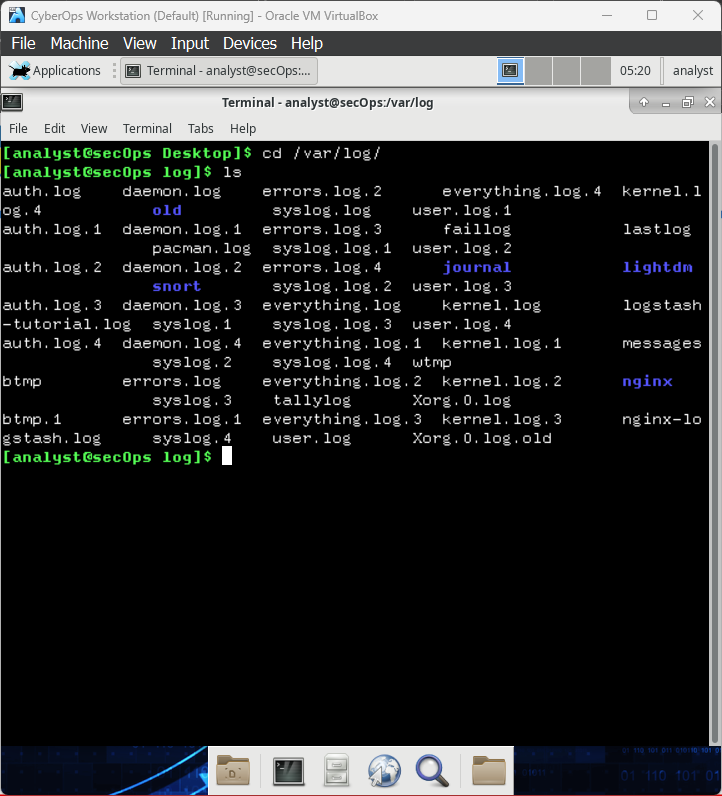 CyberOps Workstation (Default) [Running] - Oracle VM VirtualBox
File Machine View Input Devices Help
Applications Terminal - analyst@secOps:... 05:20 analyst
Terminal - analyst@secOps:/var/log
File Edit View Terminal Tabs Help
[analyst@secOps Desktop]$ cd /var/log/
[analyst@secOps log]$ ls
auth.log daemon.log errors.log.2 everything.log.4 kernel.l
og.4 old syslog.log user.log.1
auth.log.1 daemon.log.1 errors.log.3 faillog lastlog
pacman.log syslog.log.1 user.log.2
auth.log.2 daemon.log.2 errors.log.4 journal lightdm
snort syslog.log.2 user.log.3
auth.log.3 daemon.log.3 everything.log kernel.log logstash
-tutorial.log syslog.1 syslog.log.3 user.log.4
auth.log.4 daemon.log.4 everything.log.1 kernel.log.1 messages
syslog.2 syslog.log.4 wtmp
btmp errors.log everything.log.2 kernel.log.2 nginx
syslog.3 tallylog Xorg.0.log
btmp.1 errors.log.1 everything.log.3 kernel.log.3 nginx-lo
gstash.log syslog.4 user.log Xorg.0.log.old
[analyst@secOps log]$